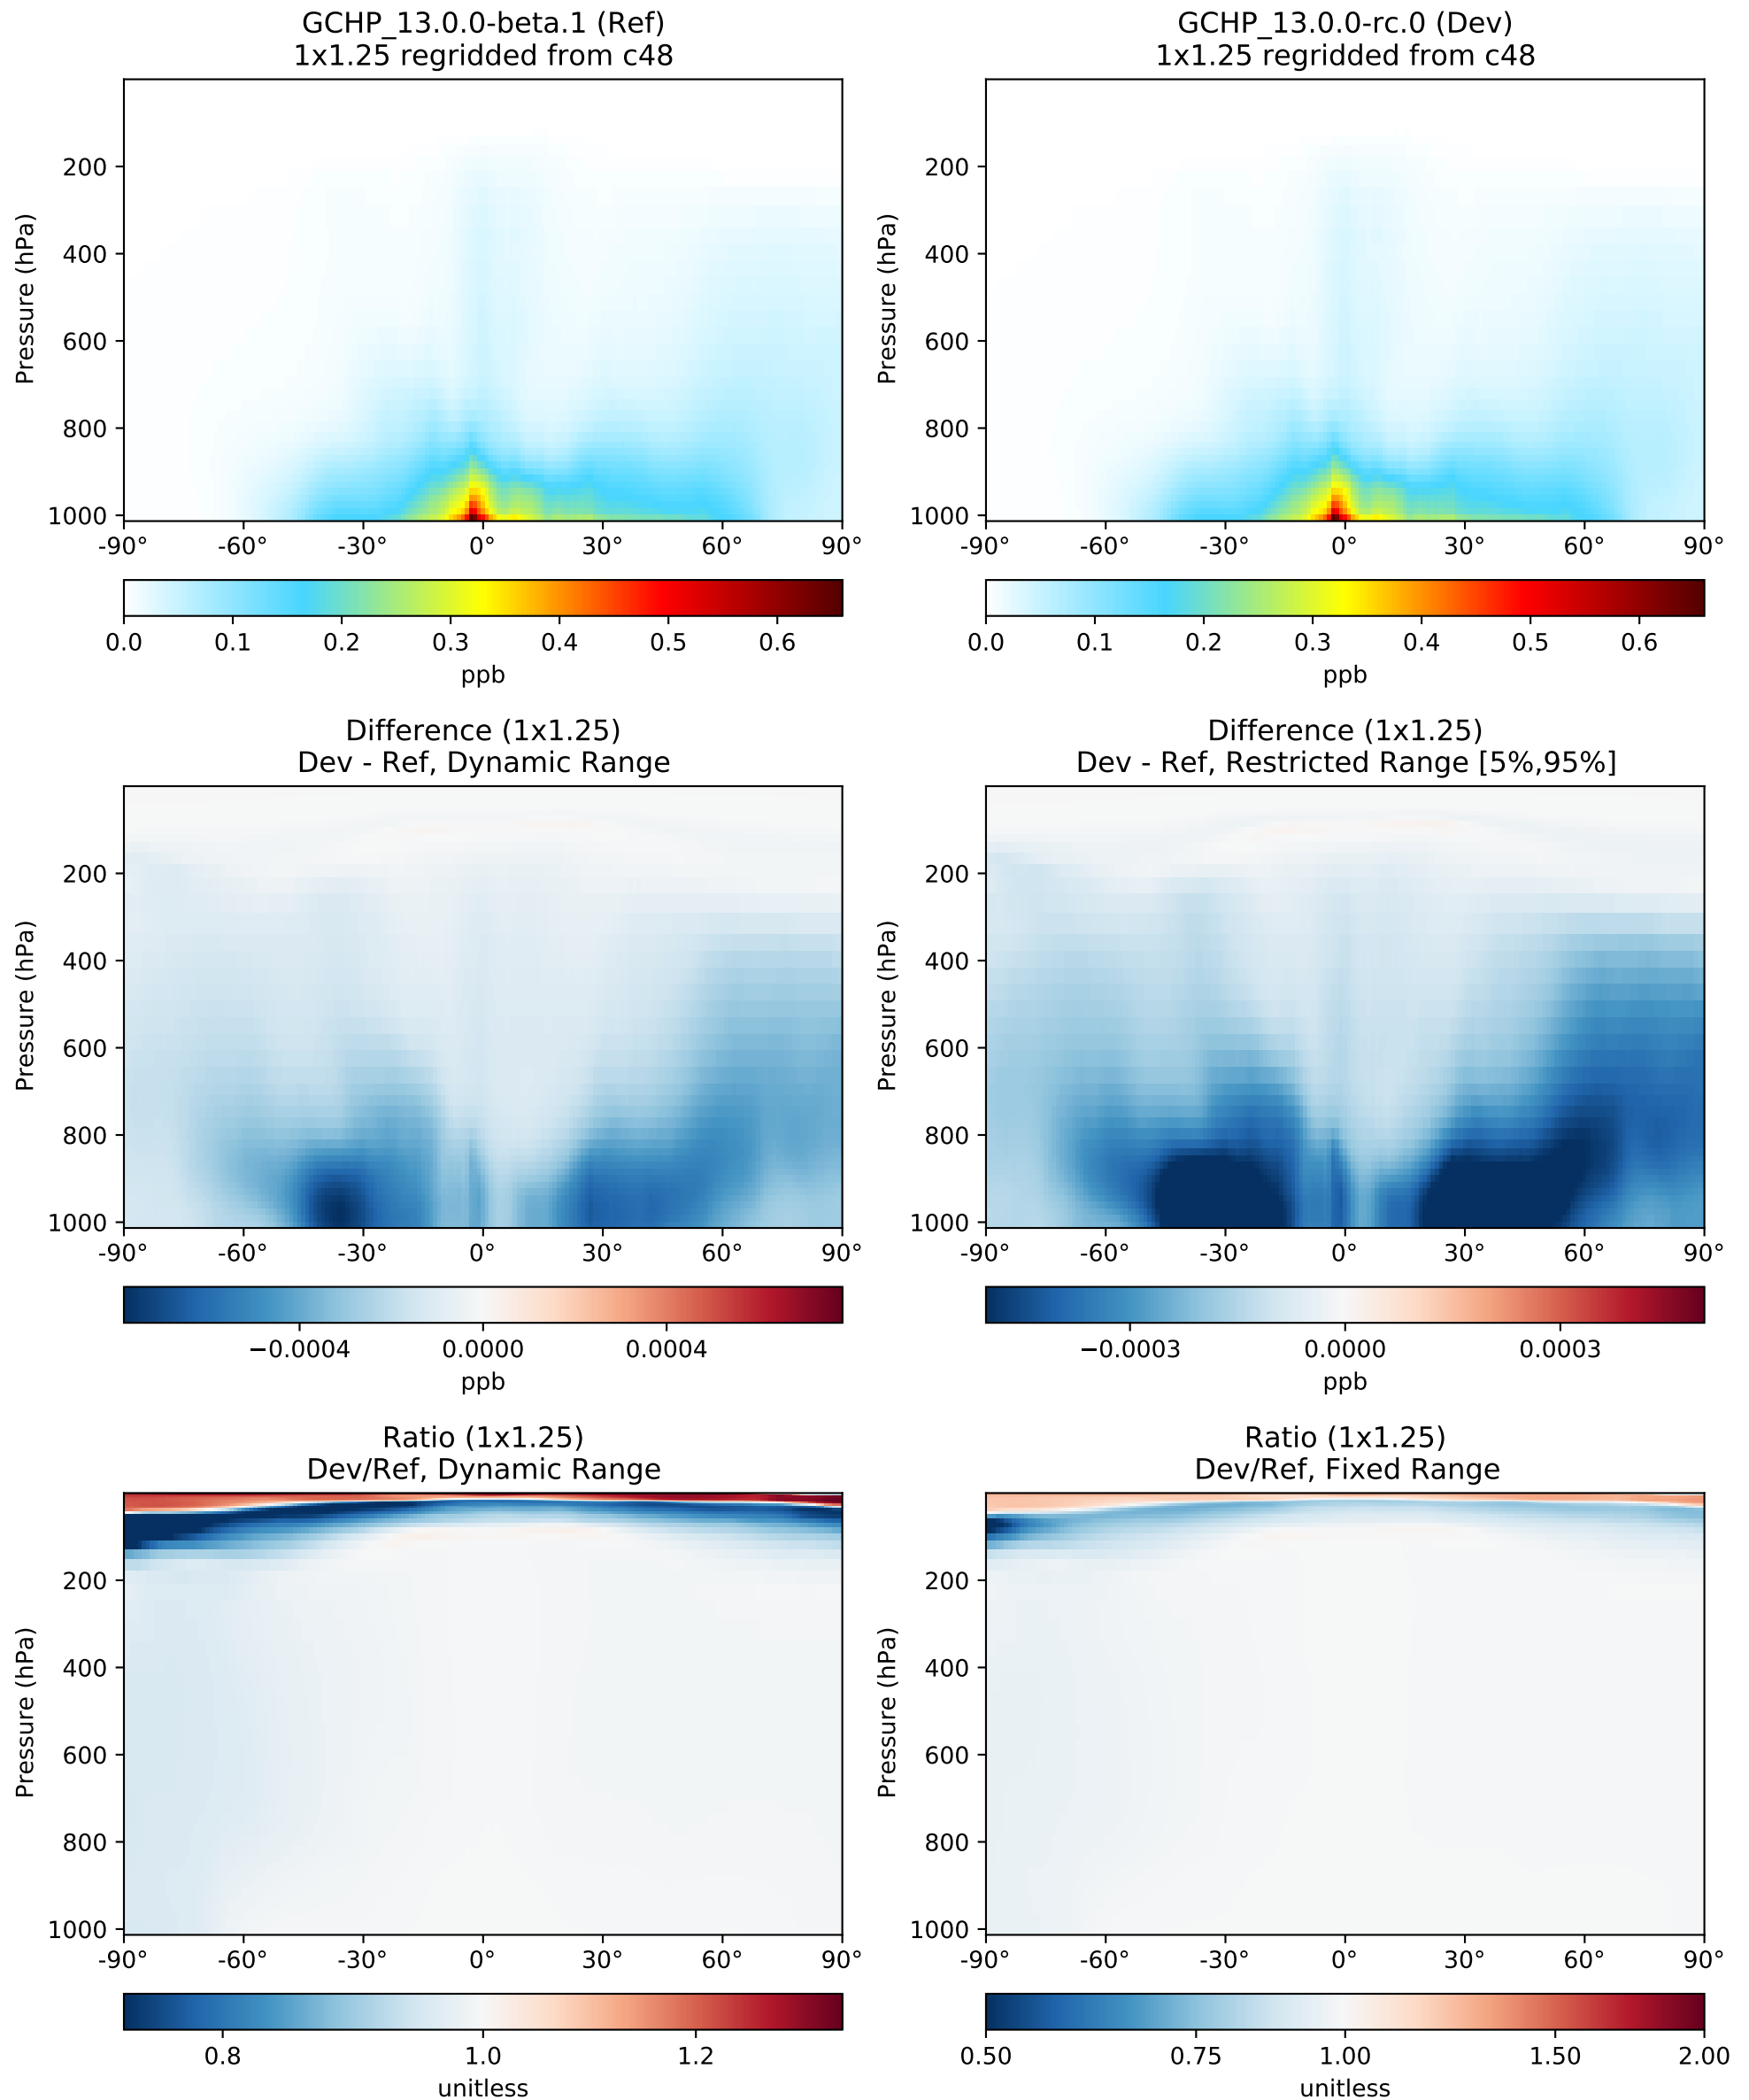 GCHP_13.0.0-beta.1 (Ref)
1x1.25 regridded from c48
Pressure (hPa)
200
400
600
800
1000
-90° -60° -30° 0° 30° 60° 90°
0.0 0.1 0.2 0.3 0.4 0.5 0.6
ppb
GCHP_13.0.0-rc.0 (Dev)
1x1.25 regridded from c48
Pressure (hPa)
200
400
600
800
1000
-90° -60° -30° 0° 30° 60° 90°
0.0 0.1 0.2 0.3 0.4 0.5 0.6
ppb
Difference (1x1.25)
Dev - Ref, Dynamic Range
Pressure (hPa)
200
400
600
800
1000
-90° -60° -30° 0° 30° 60° 90°
−0.0004 0.0000 0.0004
ppb
Difference (1x1.25)
Dev - Ref, Restricted Range [5%,95%]
Pressure (hPa)
200
400
600
800
1000
-90° -60° -30° 0° 30° 60° 90°
−0.0003 0.0000 0.0003
ppb
Ratio (1x1.25)
Dev/Ref, Dynamic Range
Pressure (hPa)
200
400
600
800
1000
-90° -60° -30° 0° 30° 60° 90°
0.8 1.0 1.2
unitless
Ratio (1x1.25)
Dev/Ref, Fixed Range
Pressure (hPa)
200
400
600
800
1000
-90° -60° -30° 0° 30° 60° 90°
0.50 0.75 1.00 1.50 2.00
unitless